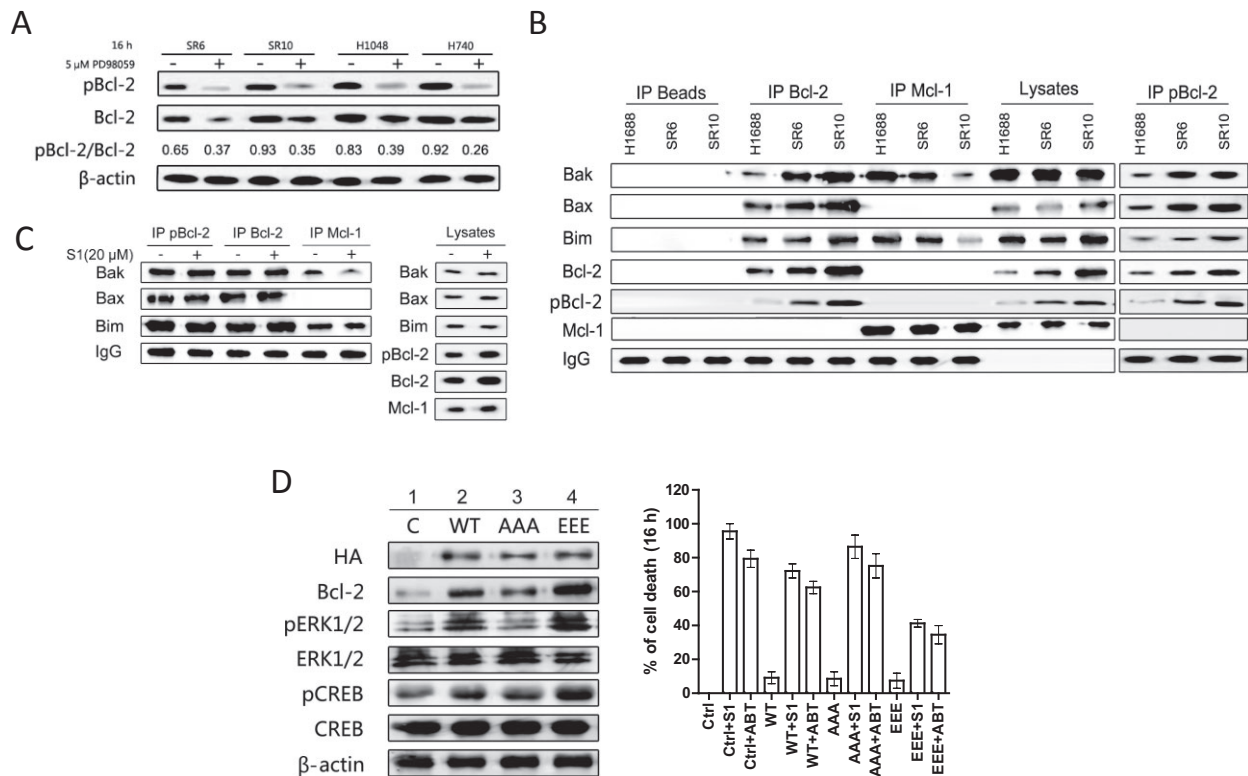 A
16 h SR6 SR10 H1048 H740
5 µM PD98059 - + - + - + - +
pBcl-2
Bcl-2
pBcl-2/Bcl-2 0.65 0.37 0.93 0.35 0.83 0.39 0.92 0.26
β-actin
B
IP Beads IP Bcl-2 IP Mcl-1 Lysates IP pBcl-2
H1688 SR6 SR10 H1688 SR6 SR10 H1688 SR6 SR10 H1688 SR6 SR10 H1688 SR6 SR10
Bak
Bax
Bim
Bcl-2
pBcl-2
Mcl-1
IgG
C
IP pBcl-2 IP Bcl-2 IP Mcl-1
S1(20 µM) - + - + - +
Bak
Bax
Bim
IgG
Lysates
- +
Bak
Bax
Bim
pBcl-2
Bcl-2
Mcl-1
D
1 2 3 4
C WT AAA EEE
HA
Bcl-2
pERK1/2
ERK1/2
pCREB
CREB
β-actin
% of cell death (16 h)
120
100
80
60
40
20
0
Ctrl Ctrl+S1 Ctrl+ABT WT WT+S1 WT+ABT AAA AAA+S1 AAA+ABT EEE EEE+S1 EEE+ABT